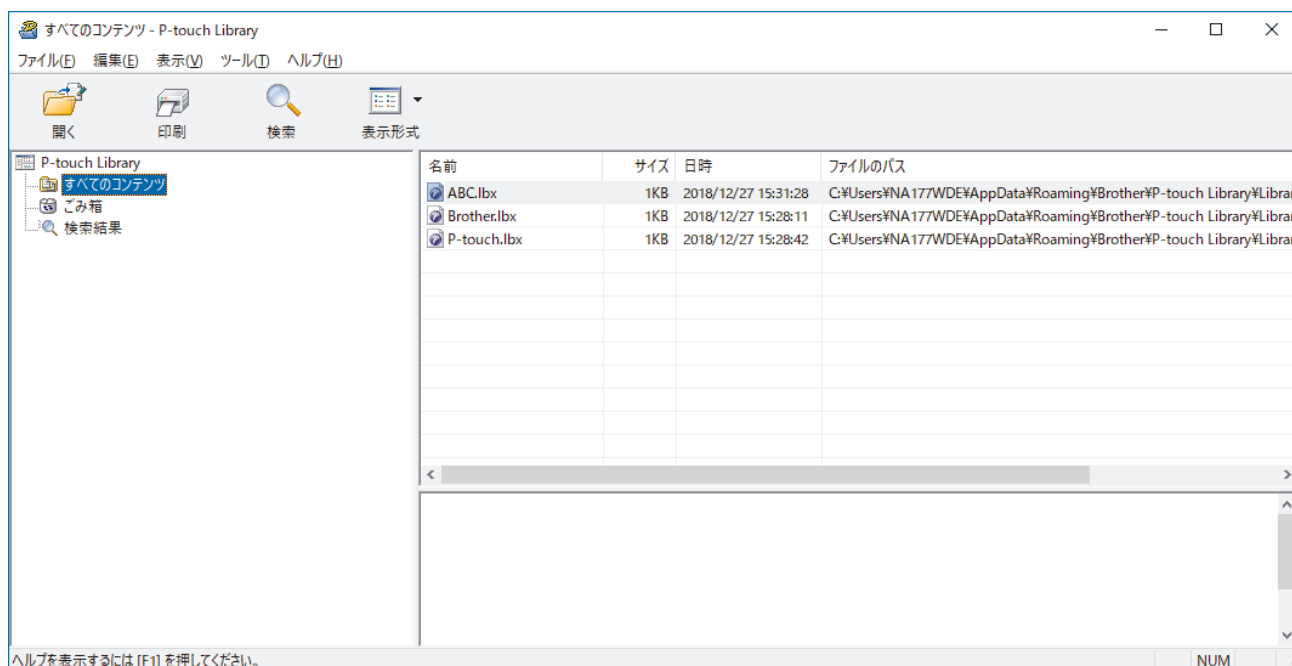 すべてのコンテンツ - P-touch Library
ファイル(F) 編集(E) 表示(V) ツール(T) ヘルプ(H)
開く 印刷 検索 表示形式
P-touch Library
すべてのコンテンツ
ごみ箱
検索結果
名前 サイズ 日時 ファイルのパス
ABC.lbx 1KB 2018/12/27 15:31:28 C:¥Users¥NA177WDE¥AppData¥Roaming¥Brother¥P-touch Library¥Librar
Brother.lbx 1KB 2018/12/27 15:28:11 C:¥Users¥NA177WDE¥AppData¥Roaming¥Brother¥P-touch Library¥Librar
P-touch.lbx 1KB 2018/12/27 15:28:42 C:¥Users¥NA177WDE¥AppData¥Roaming¥Brother¥P-touch Library¥Librar
ヘルプを表示するには [F1] を押してください。 NUM